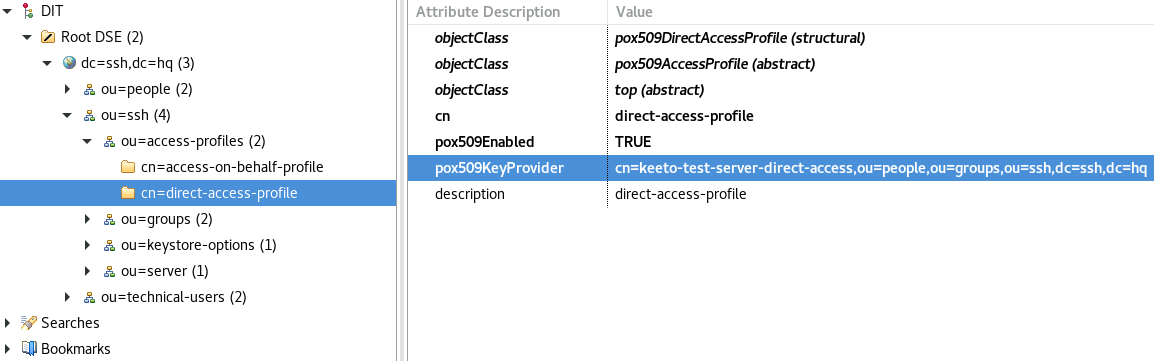 DIT
Root DSE (2)
dc=ssh,dc=hq (3)
ou=people (2)
ou=ssh (4)
ou=access-profiles (2)
cn=access-on-behalf-profile
cn=direct-access-profile
ou=groups (2)
ou=keystore-options (1)
ou=server (1)
ou=technical-users (2)
Searches
Bookmarks
Attribute Description Value
objectClass pox509DirectAccessProfile (structural)
objectClass pox509AccessProfile (abstract)
objectClass top (abstract)
cn direct-access-profile
pox509Enabled TRUE
pox509KeyProvider cn=keeto-test-server-direct-access,ou=people,ou=groups,ou=ssh,dc=ssh,dc=hq
description direct-access-profile